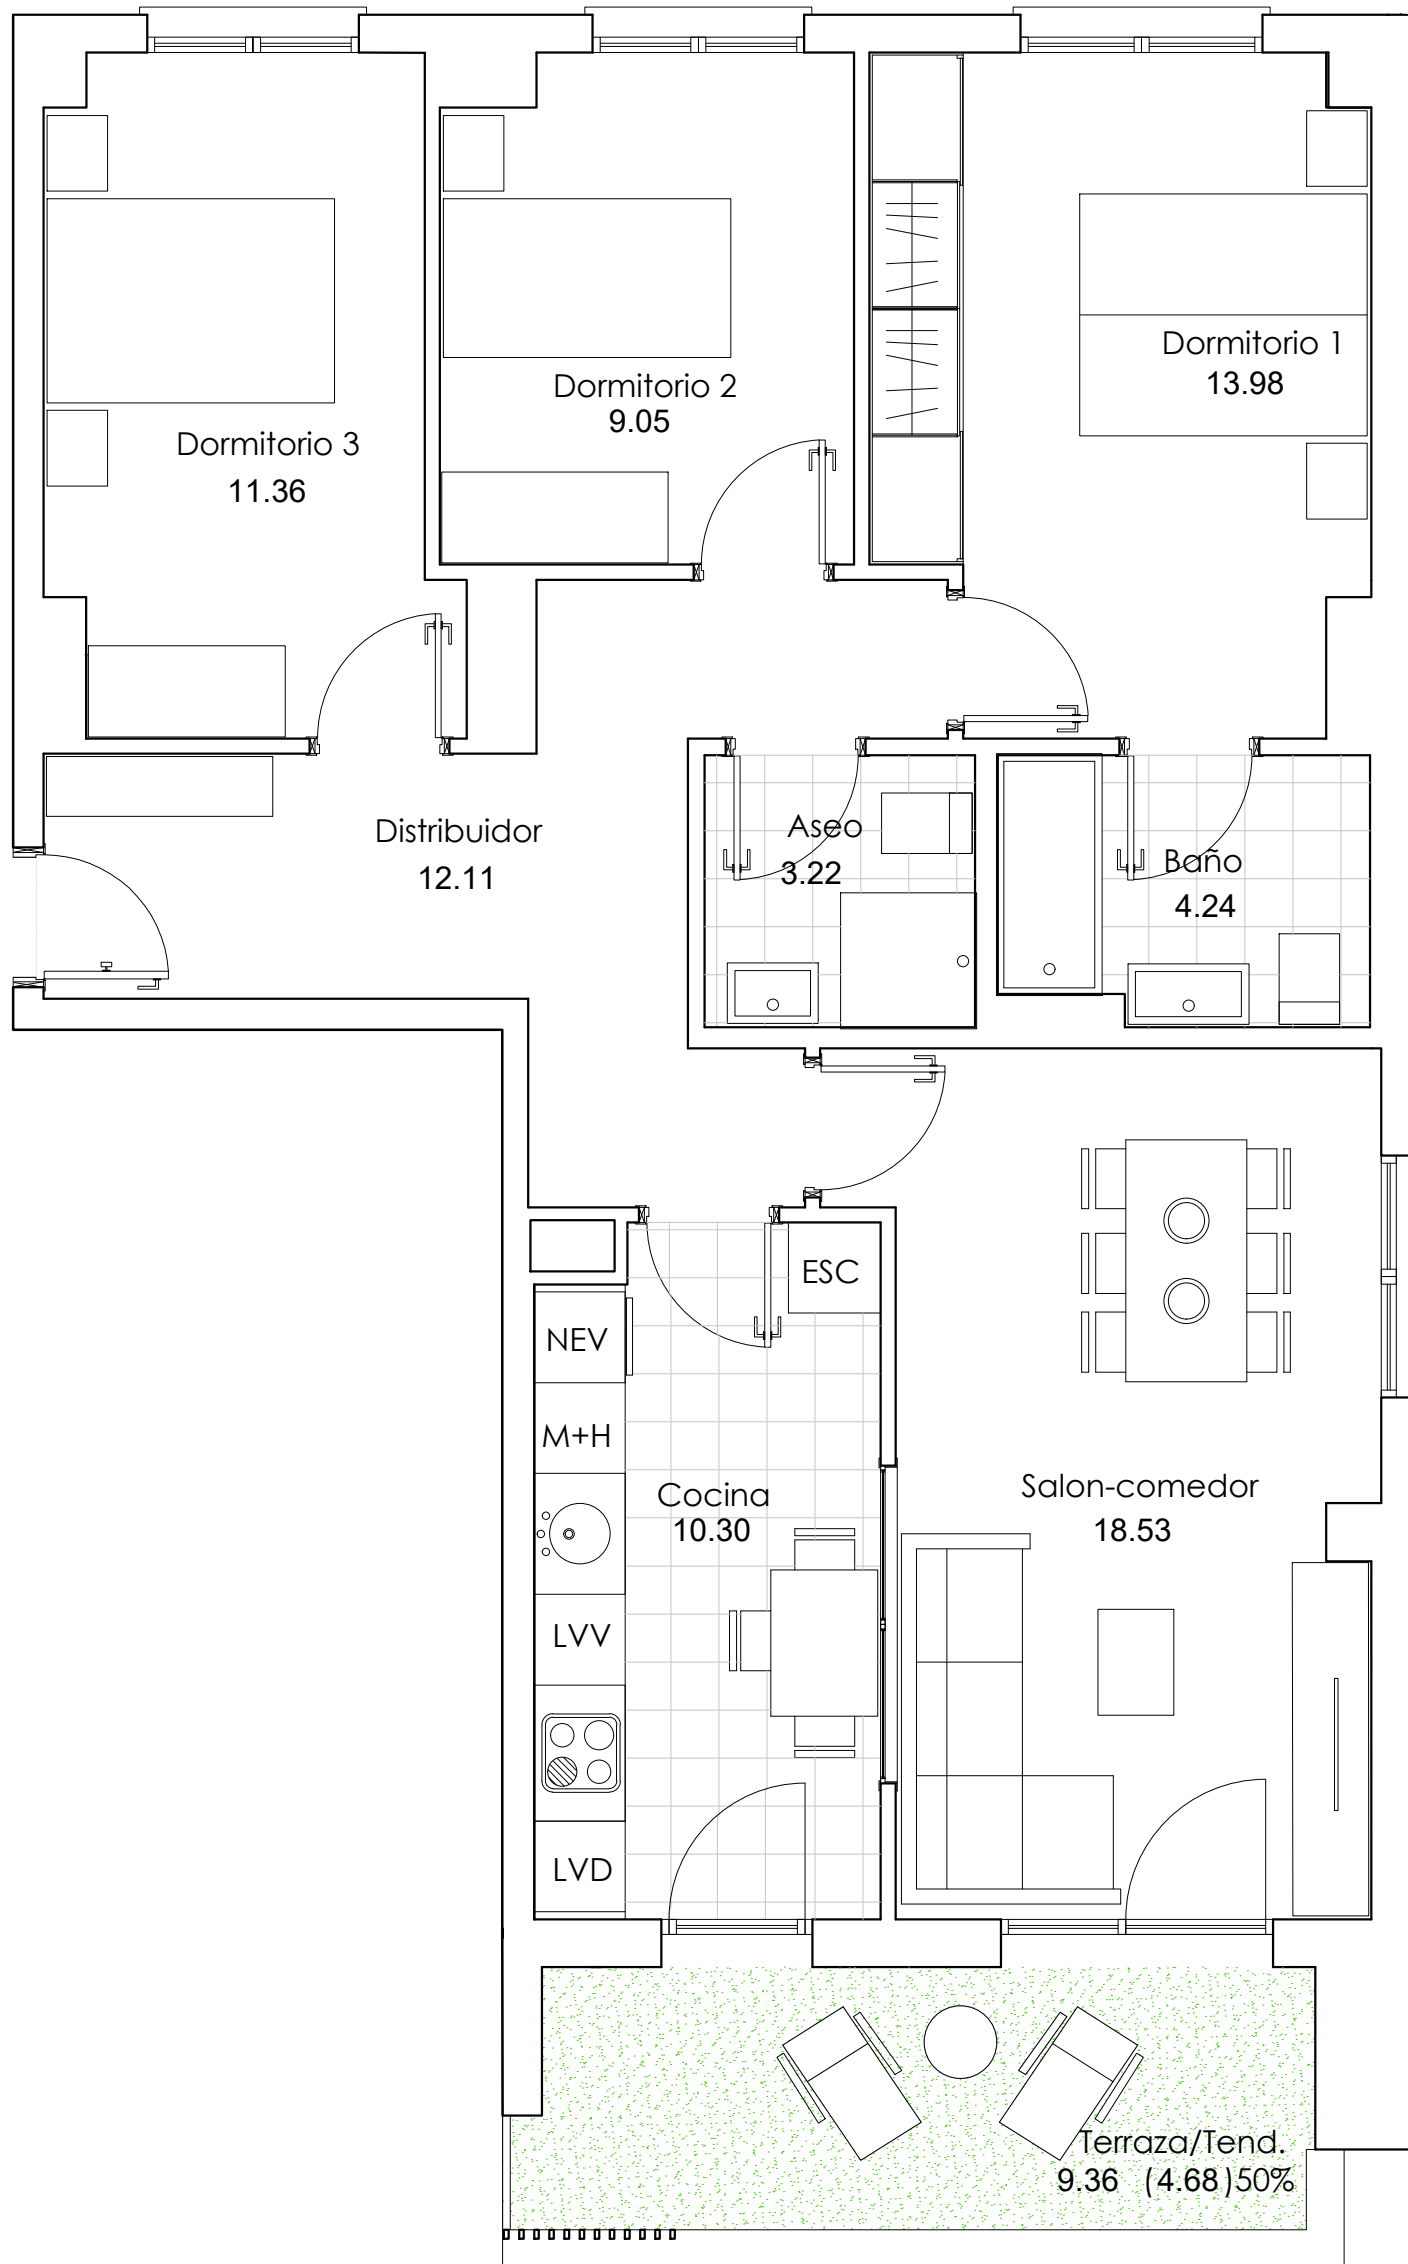 Dormitorio 1
13.98
Dormitorio 2
9.05
Dormitorio 3
11.36
Distribuidor
12.11
Aseo
3.22
Baño
4.24
ESC
NEV
M+H
Cocina
10.30
Salon-comedor
18.53
LVV
LVD
Terraza/Tend.
9.36 (4.68)50%